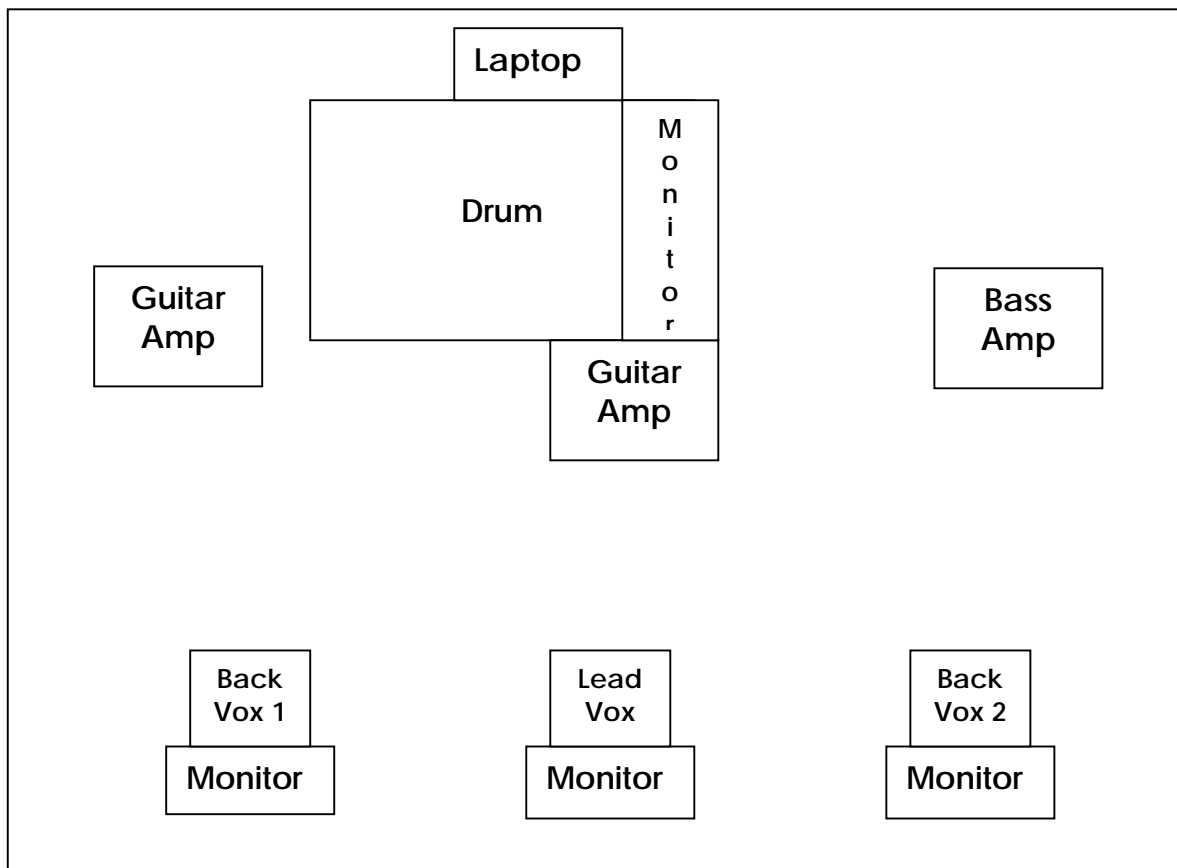 Laptop
M
o
n
i
t
o
r
Drum
Guitar
Amp
Bass
Amp
Guitar
Amp
Back
Vox 1
Lead
Vox
Back
Vox 2
Monitor
Monitor
Monitor